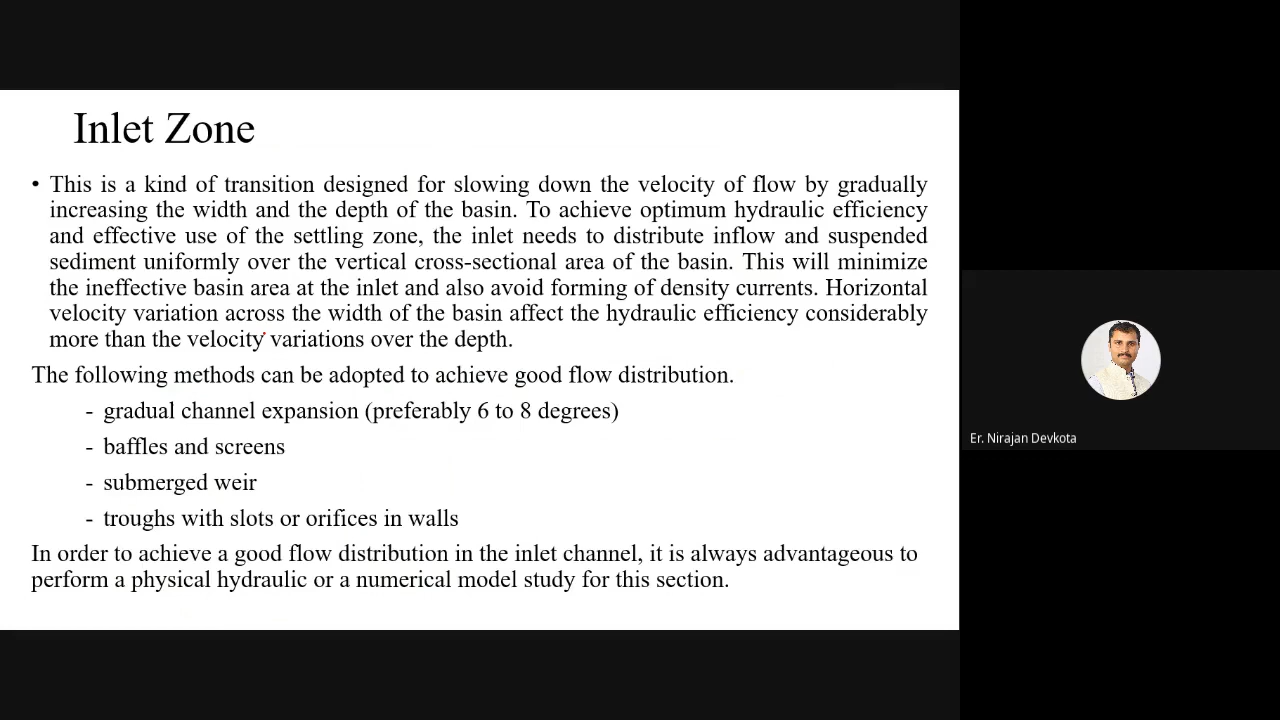 Inlet Zone
• This is a kind of transition designed for slowing down the velocity of flow by gradually
increasing the width and the depth of the basin. To achieve optimum hydraulic efficiency
and effective use of the settling zone, the inlet needs to distribute inflow and suspended
sediment uniformly over the vertical cross-sectional area of the basin. This will minimize
the ineffective basin area at the inlet and also avoid forming of density currents. Horizontal
velocity variation across the width of the basin affect the hydraulic efficiency considerably
more than the velocity variations over the depth.
The following methods can be adopted to achieve good flow distribution.
- gradual channel expansion (preferably 6 to 8 degrees)
- baffles and screens
- submerged weir
- troughs with slots or orifices in walls
In order to achieve a good flow distribution in the inlet channel, it is always advantageous to
perform a physical hydraulic or a numerical model study for this section.
Er. Nirajan Devkota